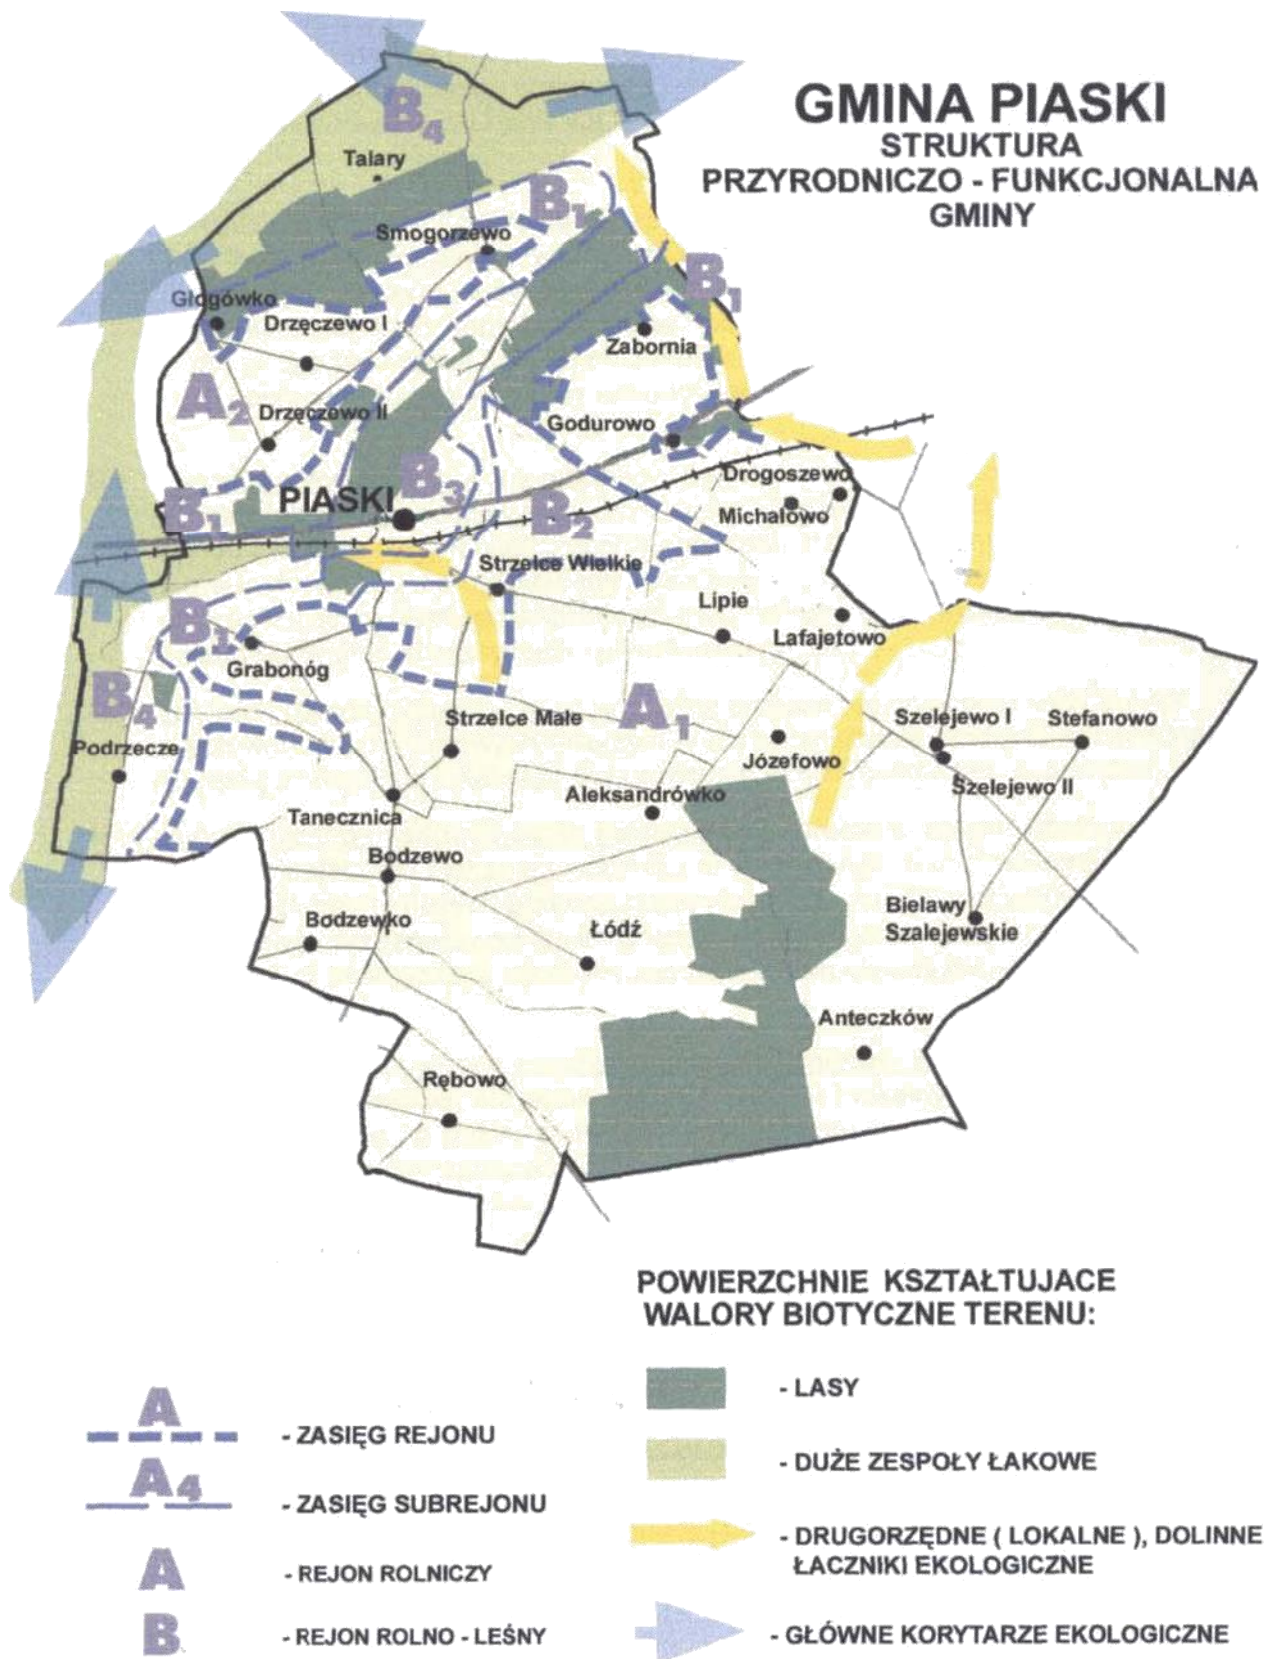 GMINA PIASKI
STRUKTURA
PRZYRODNICZO - FUNKCJONALNA
GMINY
B4
Talary
B1
Smogorzewo
B1
Głogówko
Drzęczewo I
Zabornia
A2
Drzęczewo II
Godurowo
B3
Drogoszewo
PIASKI
B1
B2
Michałowo
Strzelce Wielkie
Lipie
B1
Lafajetowo
Grabonóg
B4
A1
Strzelce Małe
Szelejewo I
Stefanowo
Podrzecze
Józefowo
Szelejewo II
Aleksandrówko
Tanecznica
Bodzewo
Bielawy
Szalejewskie
Bodzewko
Łódź
Anteczków
Rębowo
POWIERZCHNIE KSZTAŁTUJACE
WALORY BIOTYCZNE TERENU:
- LASY
A
- ZASIĘG REJONU
- DUŻE ZESPOŁY ŁAKOWE
A4
- ZASIĘG SUBREJONU
- DRUGORZĘDNE ( LOKALNE ), DOLINNE
ŁACZNIKI EKOLOGICZNE
A
- REJON ROLNICZY
B
- REJON ROLNO - LEŚNY
- GŁÓWNE KORYTARZE EKOLOGICZNE